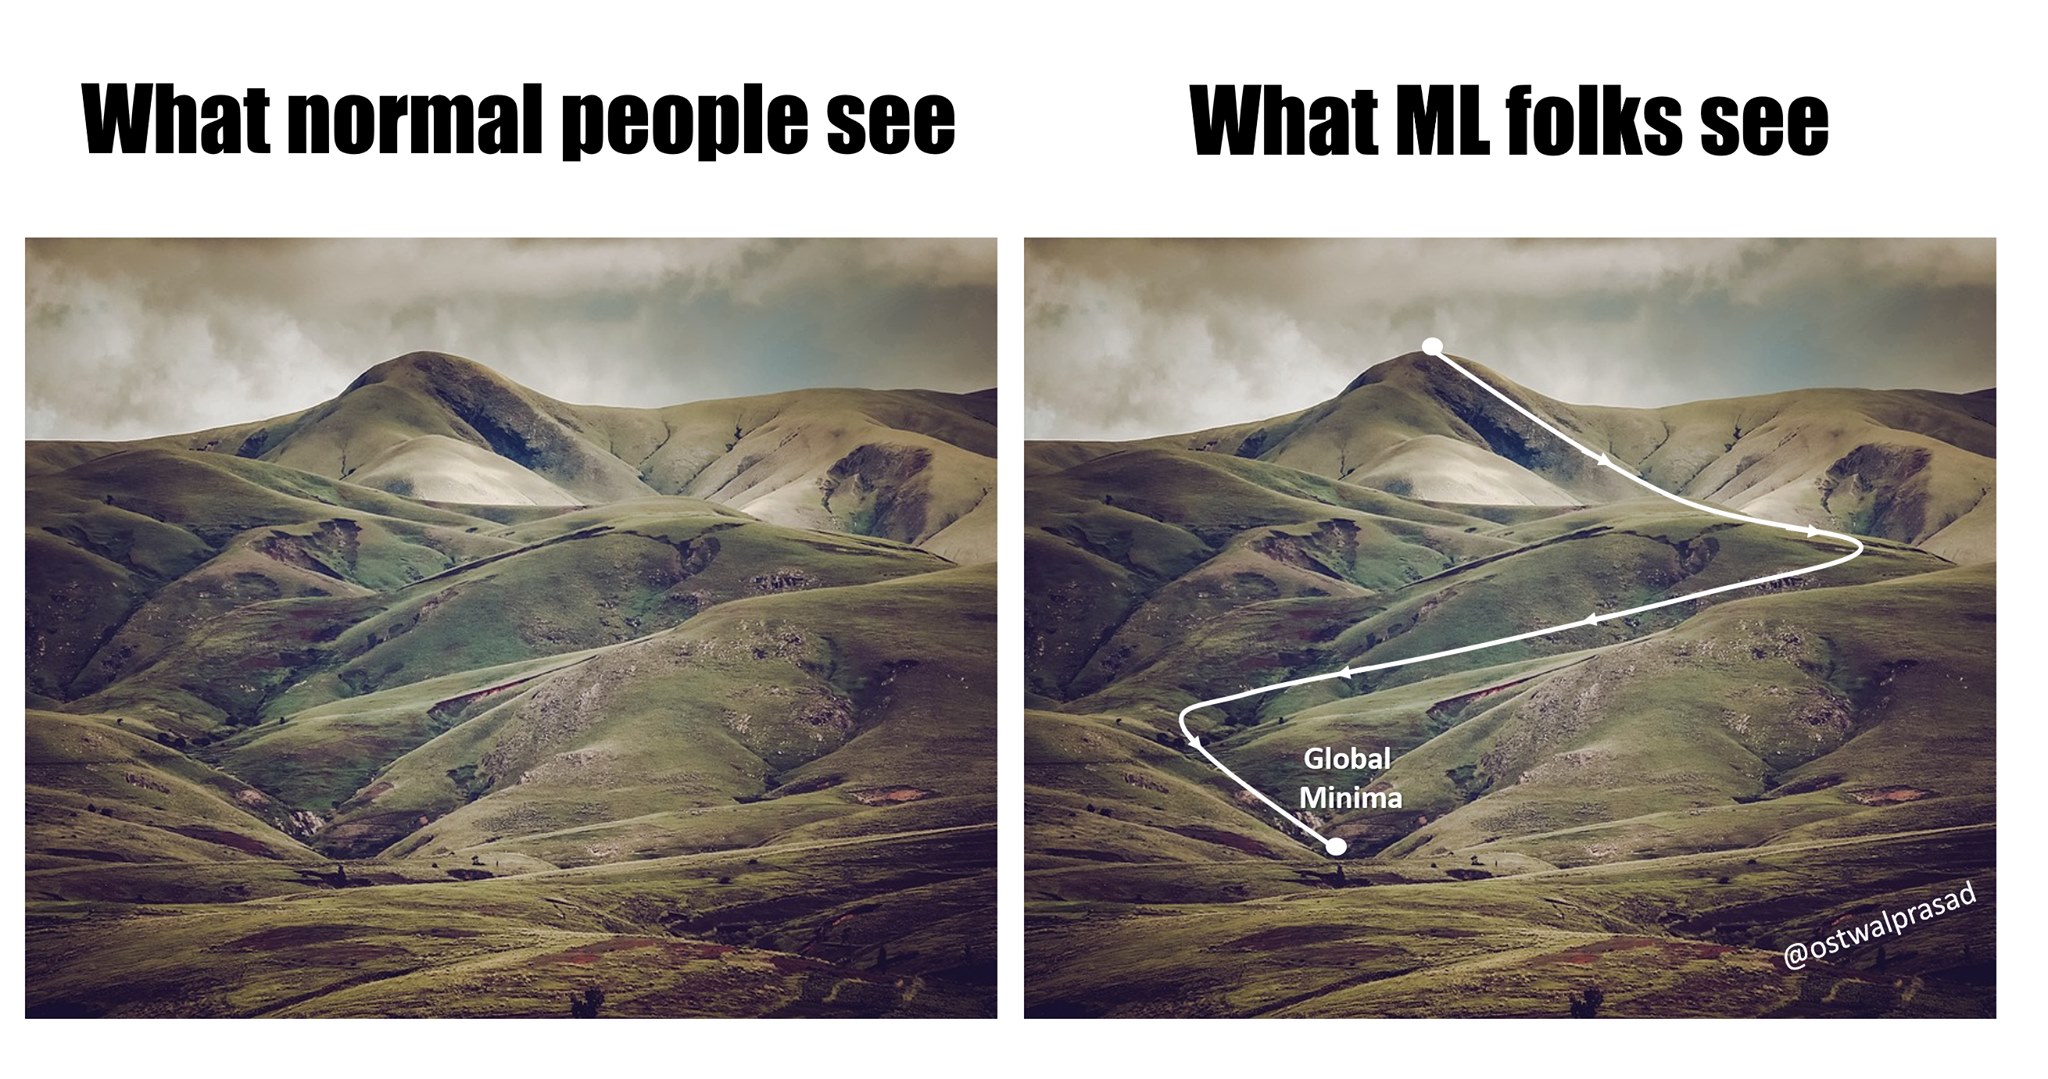 What normal people see
What ML folks see
Global
Minima
@ostwalprasad